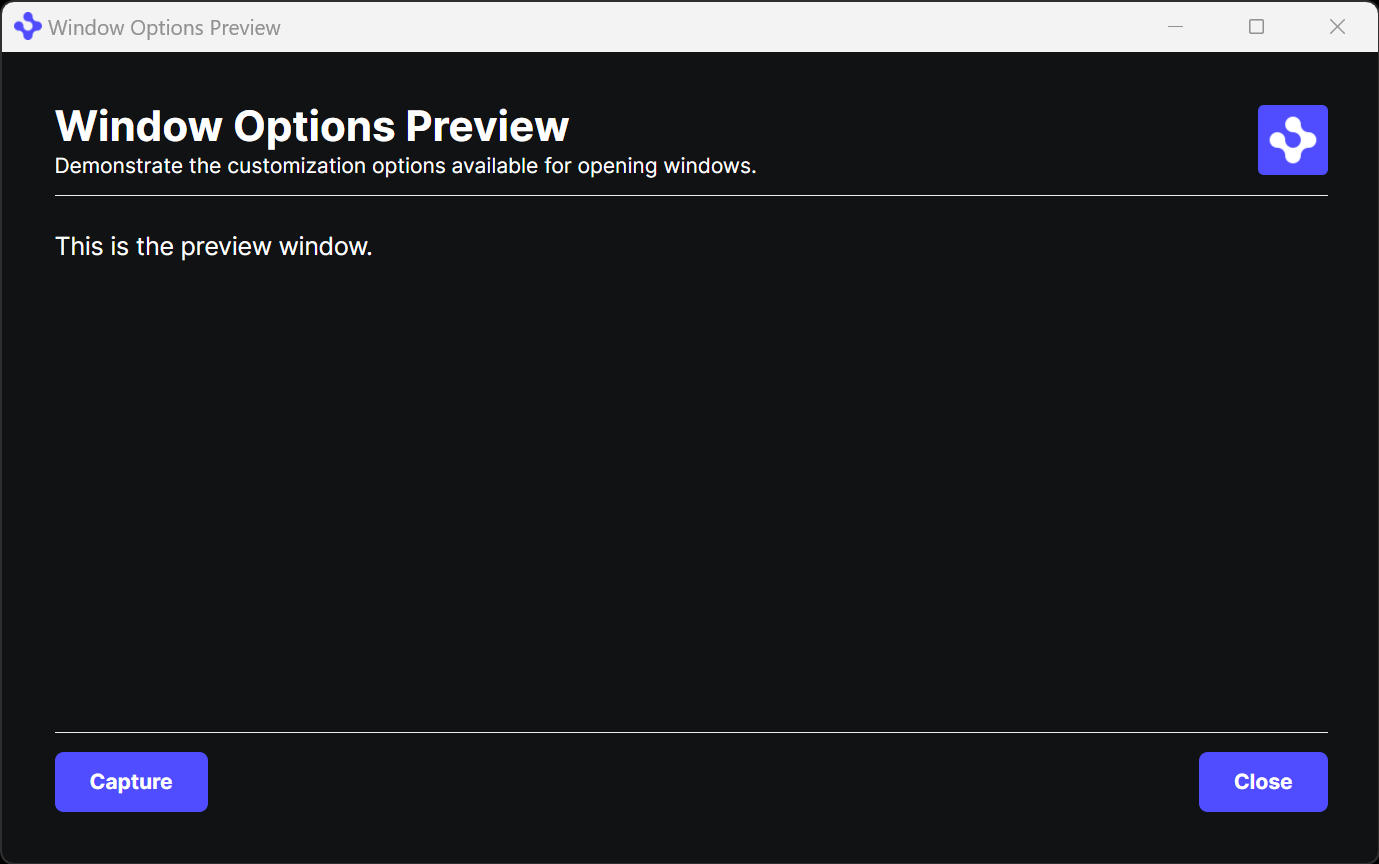 Window Options Preview
Window Options Preview
Demonstrate the customization options available for opening windows.
This is the preview window.
Capture
Close